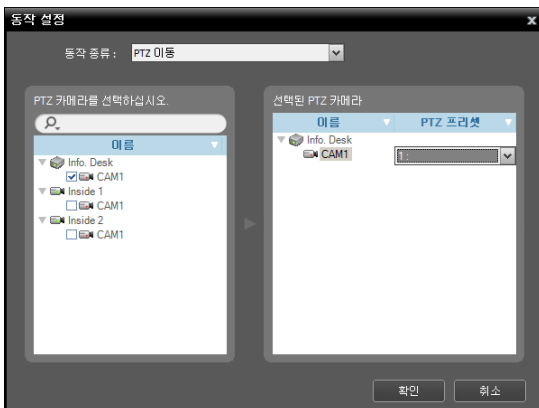 동작 설정
x
동작 종류 : PTZ 이동
PTZ 카메라를 선택하십시오.
이름
Info. Desk
CAM1
Inside 1
CAM1
Inside 2
CAM1
선택된 PTZ 카메라
이름 PTZ 프리셋
Info. Desk
CAM1 1 :
확인 취소